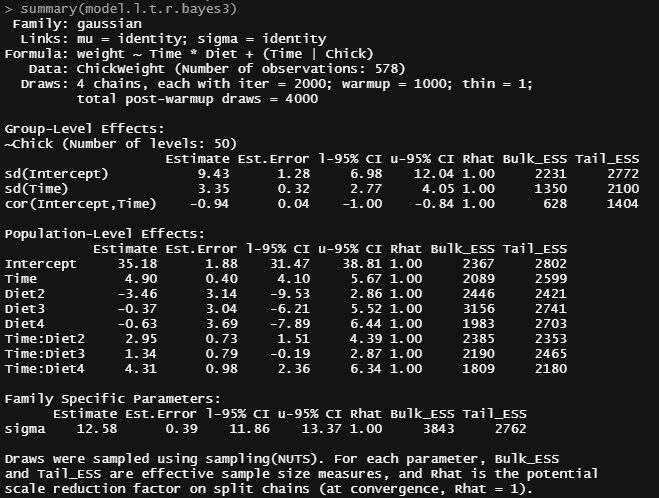 > summary(model.l.t.r.bayes3)
 Family: gaussian
  Links: mu = identity; sigma = identity
Formula: weight ~ Time * Diet + (Time | Chick)
   Data: ChickWeight (Number of observations: 578)
  Draws: 4 chains, each with iter = 2000; warmup = 1000; thin = 1;
         total post-warmup draws = 4000

Group-Level Effects:
~Chick (Number of levels: 50)
                    Estimate Est.Error l-95% CI u-95% CI Rhat Bulk_ESS Tail_ESS
sd(Intercept)           9.43      1.28     6.98    12.04 1.00     2231     2772
sd(Time)                3.35      0.32     2.77     4.05 1.00     1350     2100
cor(Intercept,Time)    -0.94      0.04    -1.00    -0.84 1.00      628     1404

Population-Level Effects:
           Estimate Est.Error l-95% CI u-95% CI Rhat Bulk_ESS Tail_ESS
Intercept     35.18      1.88    31.47    38.81 1.00     2367     2802
Time           4.90      0.40     4.10     5.67 1.00     2089     2599
Diet2         -3.46      3.14    -9.53     2.86 1.00     2446     2421
Diet3         -0.37      3.04    -6.21     5.52 1.00     3156     2741
Diet4         -0.63      3.69    -7.89     6.44 1.00     1983     2703
Time:Diet2     2.95      0.73     1.51     4.39 1.00     2385     2353
Time:Diet3     1.34      0.79    -0.19     2.87 1.00     2190     2465
Time:Diet4     4.31      0.98     2.36     6.34 1.00     1809     2180

Family Specific Parameters:
      Estimate Est.Error l-95% CI u-95% CI Rhat Bulk_ESS Tail_ESS
sigma    12.58      0.39    11.86    13.37 1.00     3843     2762

Draws were sampled using sampling(NUTS). For each parameter, Bulk_ESS
and Tail_ESS are effective sample size measures, and Rhat is the potential
scale reduction factor on split chains (at convergence, Rhat = 1).